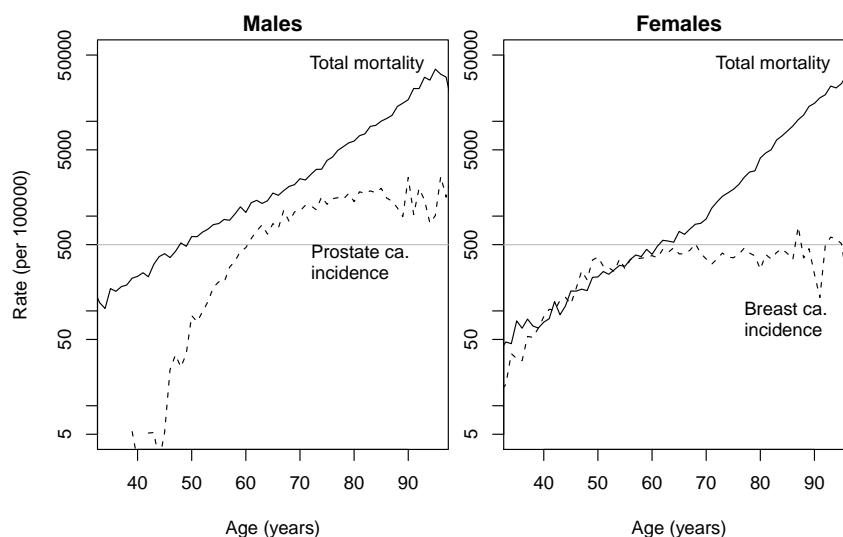 Males
Females
Total mortality
Total mortality
Prostate ca.
incidence
Breast ca.
incidence
Rate (per 100000)
50000
5000
500
50
5
50000
5000
500
50
5
40 50 60 70 80 90
40 50 60 70 80 90
Age (years)
Age (years)